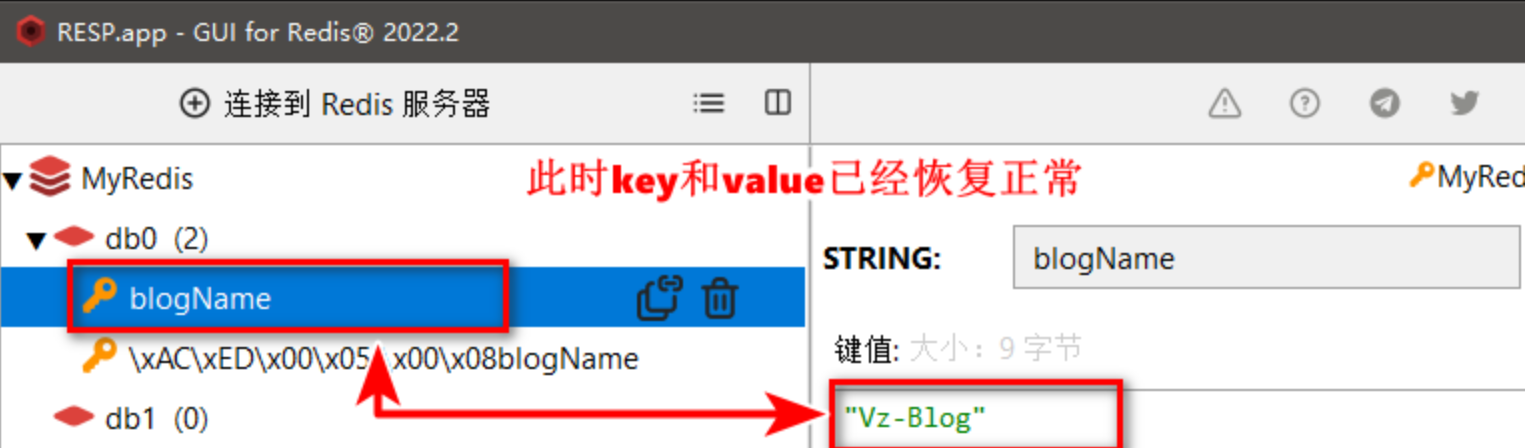 RESP.app - GUI for Redis® 2022.2
连接到 Redis 服务器
MyRedis
此时key和value已经恢复正常
MyRed
db0 (2)
STRING:
blogName
blogName
键值: 大小: 9 字节
\xAC\xED\x00\x05 \x00\x08blogName
db1 (0)
"Vz-Blog"